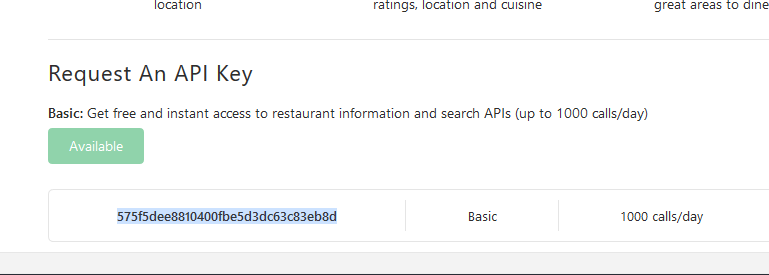 location
ratings, location and cuisine
great areas to dine
Request An API Key
Basic: Get free and instant access to restaurant information and search APIs (up to 1000 calls/day)
Available
575f5dee8810400fbe5d3dc63c83eb8d
Basic
1000 calls/day